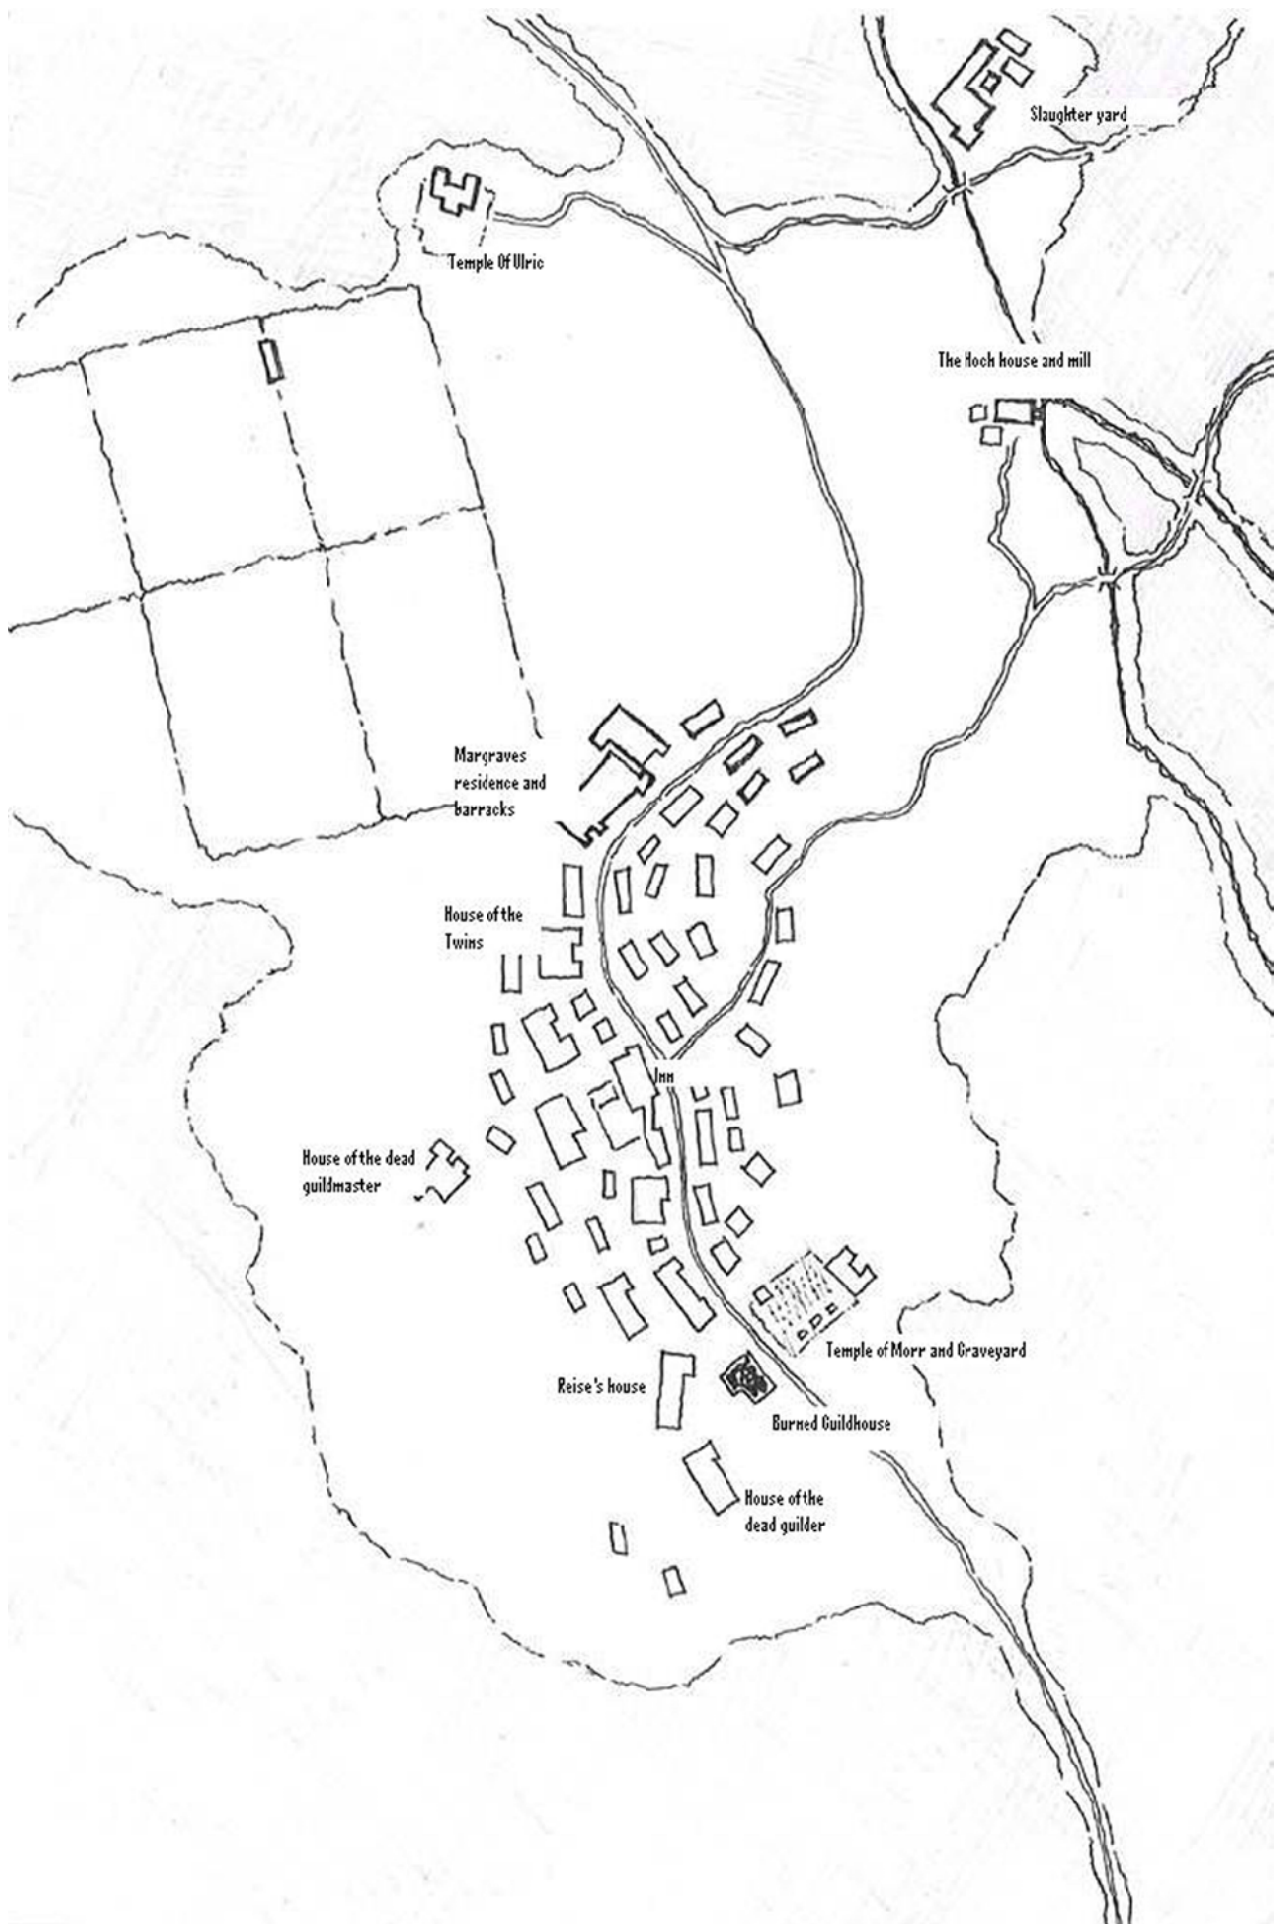 Slaughter yard
Temple Of Ulric
The Hoch house and mill
Margraves
residence and
barracks
House of the
Twins
Inn
House of the dead
guildmaster
Temple of Morr and Graveyard
Reise's house
Burned Guildhouse
House of the
dead guilder